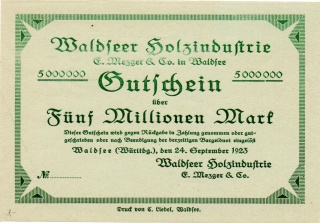 Waldseer Holzindustrie
E. Mezger & Co. in Waldsee
5000000 5000000
Gutschein
über
Fünf Millionen Mark
Dieser Gutschein wird gegen Rückgabe in Zahlung genommen oder gut-
geschrieben oder nach Beendigung der derzeitigen Bargeldnot eingelöst
Waldsee (Württbg.), den 24. September 1923
Waldseer Holzindustrie
E. Mezger & Co.
№
Druck von C. Liebel, Waldsee.